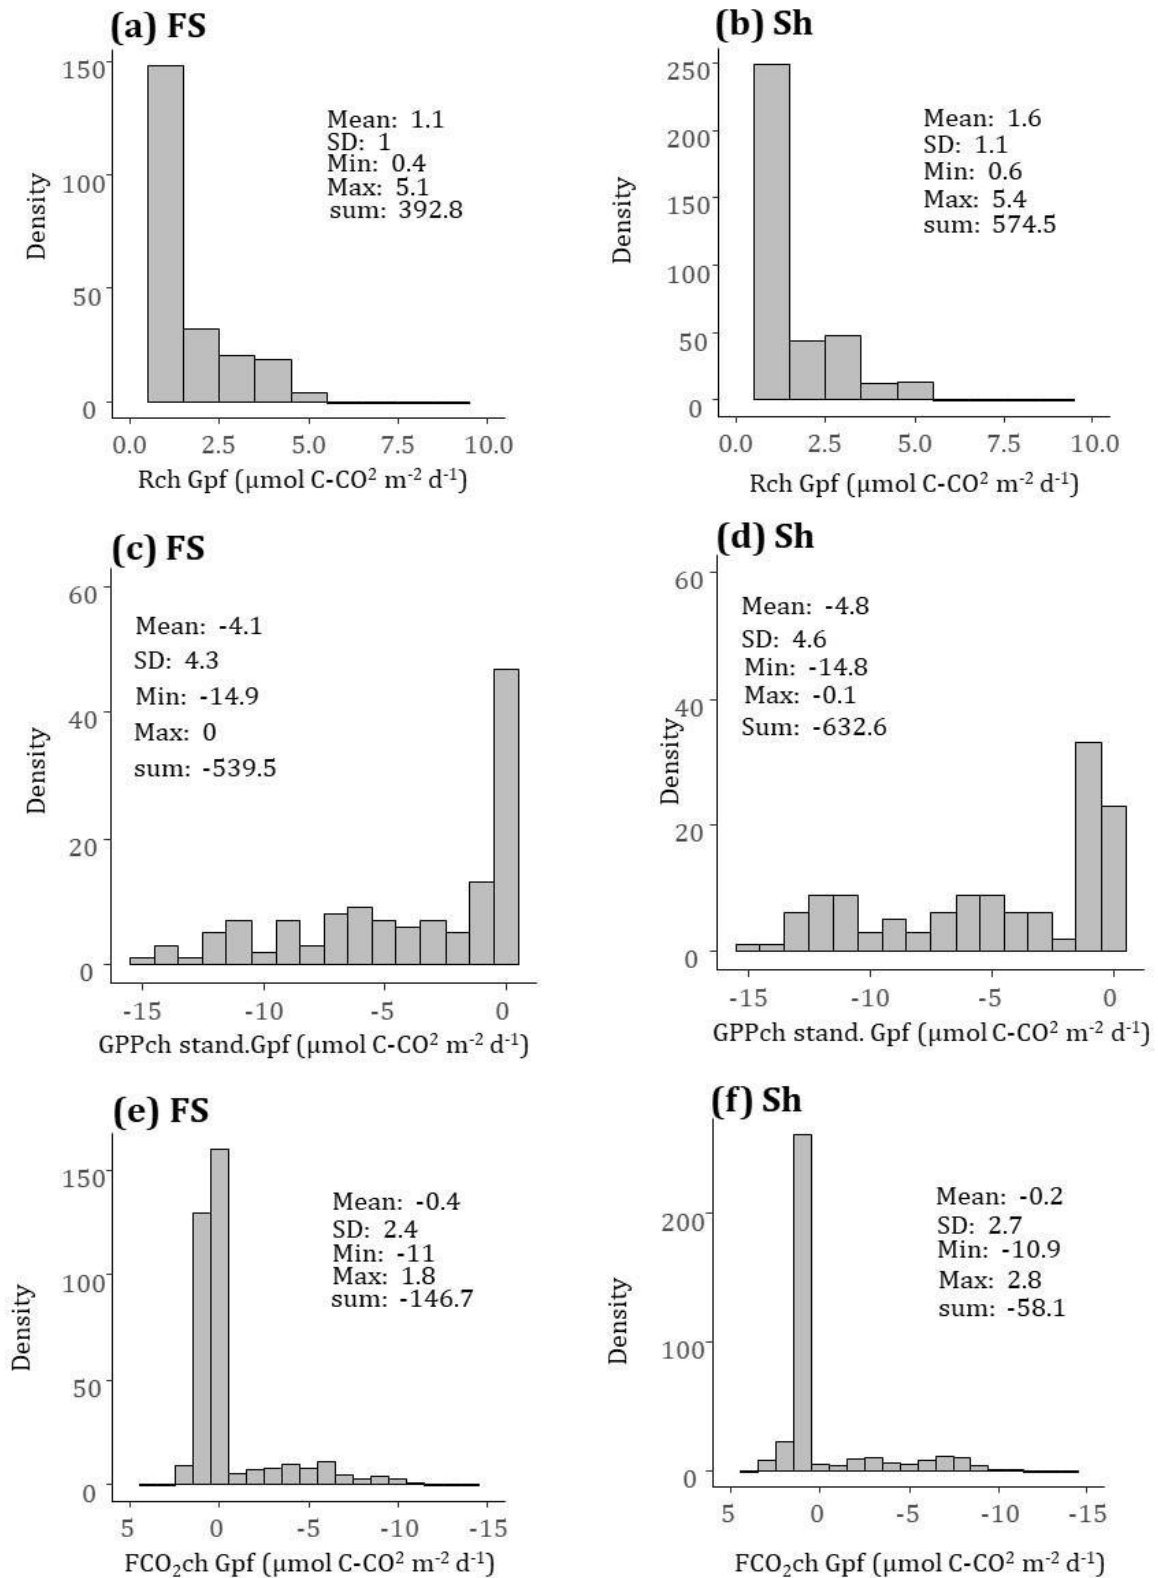 (a) FS
150
100
50
0
Density
Mean: 1.1
SD: 1
Min: 0.4
Max: 5.1
sum: 392.8
0.0 2.5 5.0 7.5 10.0
Rch Gpf (μmol C-CO² m⁻² d⁻¹)
(b) Sh
250
200
150
100
50
0
Density
Mean: 1.6
SD: 1.1
Min: 0.6
Max: 5.4
sum: 574.5
0.0 2.5 5.0 7.5 10.0
Rch Gpf (μmol C-CO² m⁻² d⁻¹)
(c) FS
60
40
20
0
Density
Mean: -4.1
SD: 4.3
Min: -14.9
Max: 0
sum: -539.5
-15 -10 -5 0
GPPch stand.Gpf (μmol C-CO² m⁻² d⁻¹)
(d) Sh
60
40
20
0
Density
Mean: -4.8
SD: 4.6
Min: -14.8
Max: -0.1
Sum: -632.6
-15 -10 -5 0
GPPch stand. Gpf (μmol C-CO² m⁻² d⁻¹)
(e) FS
150
100
50
0
Density
Mean: -0.4
SD: 2.4
Min: -11
Max: 1.8
sum: -146.7
5 0 -5 -10 -15
FCO₂ch Gpf (μmol C-CO² m⁻² d⁻¹)
(f) Sh
200
100
0
Density
Mean: -0.2
SD: 2.7
Min: -10.9
Max: 2.8
sum: -58.1
5 0 -5 -10 -15
FCO₂ch Gpf (μmol C-CO² m⁻² d⁻¹)